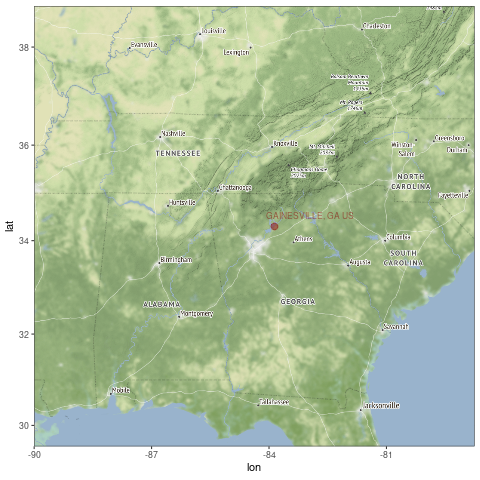 38
36
34
32
30
lat
-90
-87
-84
-81
lon
Louisville
Charleston
Evansville
Lexington
Nashville
Knoxville
TENNESSEE
Greensboro
Winston-
Salem
Durham
Chattanooga
NORTH
CAROLINA
Huntsville
Fayetteville
GAINESVILLE, GA US
Athens
Columbia
SOUTH
CAROLINA
Birmingham
Augusta
ALABAMA
GEORGIA
Montgomery
Savannah
Mobile
Tallahassee
Jacksonville